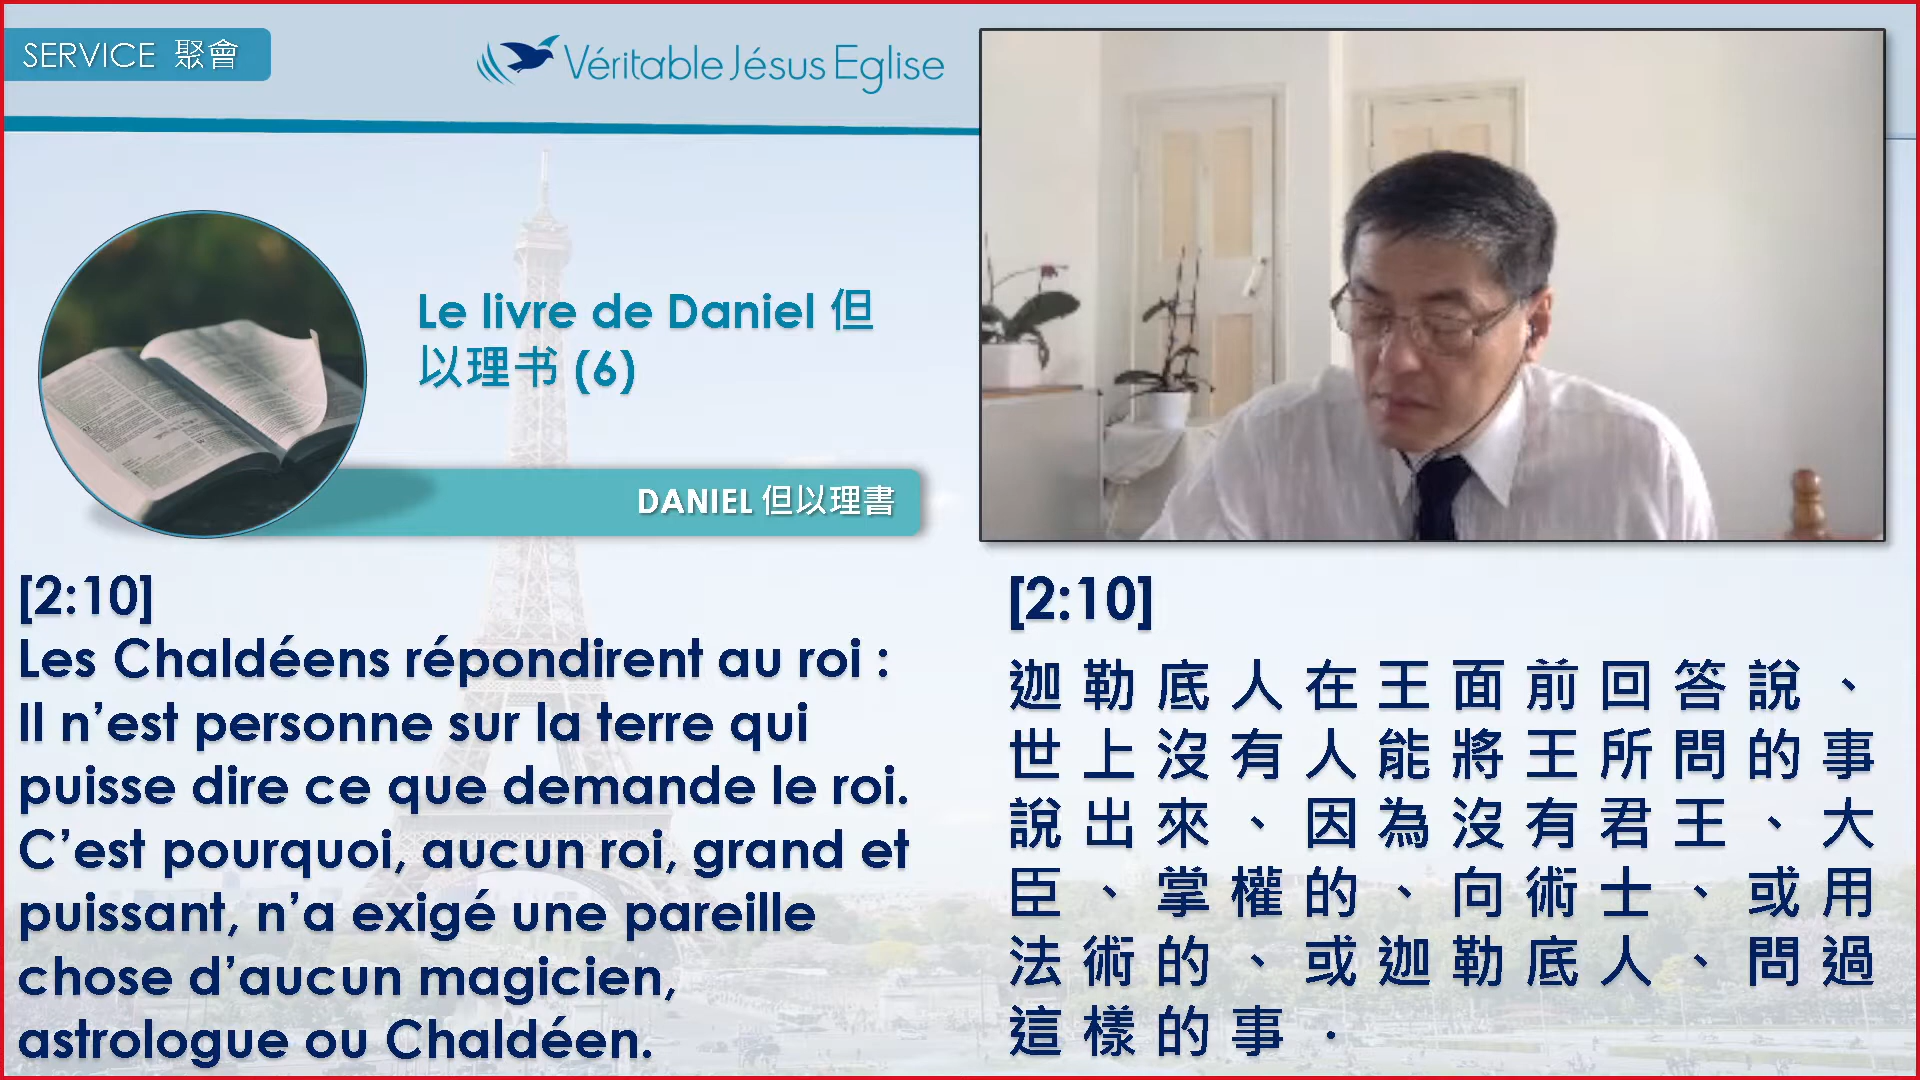 SERVICE 聚會
Véritable Jésus Eglise
Le livre de Daniel 但
以理书 (6)
DANIEL 但以理書
[2:10]
Les Chaldéens répondirent au roi :
Il n’est personne sur la terre qui
puisse dire ce que demande le roi.
C’est pourquoi, aucun roi, grand et
puissant, n’a exigé une pareille
chose d’aucun magicien,
astrologue ou Chaldéen.
[2:10]
迦勒底人在王面前回答說、
世上沒有人能將王所問的事
說出來、因為沒有君王、大
臣、掌權的、向術士、或用
法術的、或迦勒底人、問過
這樣的事．